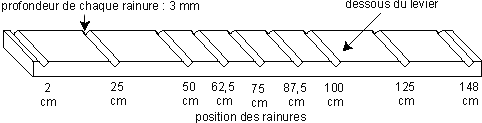 profondeur de chaque rainure : 3 mm
dessous du levier
2 25 50 62,5 75 87,5 100 125 148
cm cm cm cm cm cm cm cm cm
position des rainures